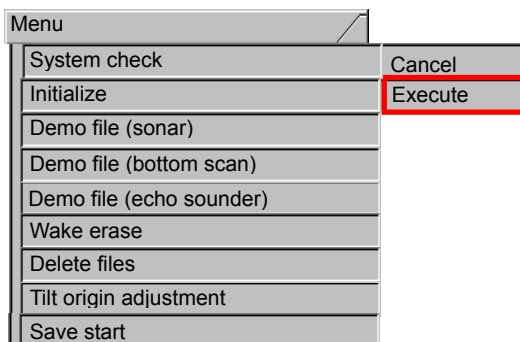 Menu
System check
Cancel
Initialize
Execute
Demo file (sonar)
Demo file (bottom scan)
Demo file (echo sounder)
Wake erase
Delete files
Tilt origin adjustment
Save start